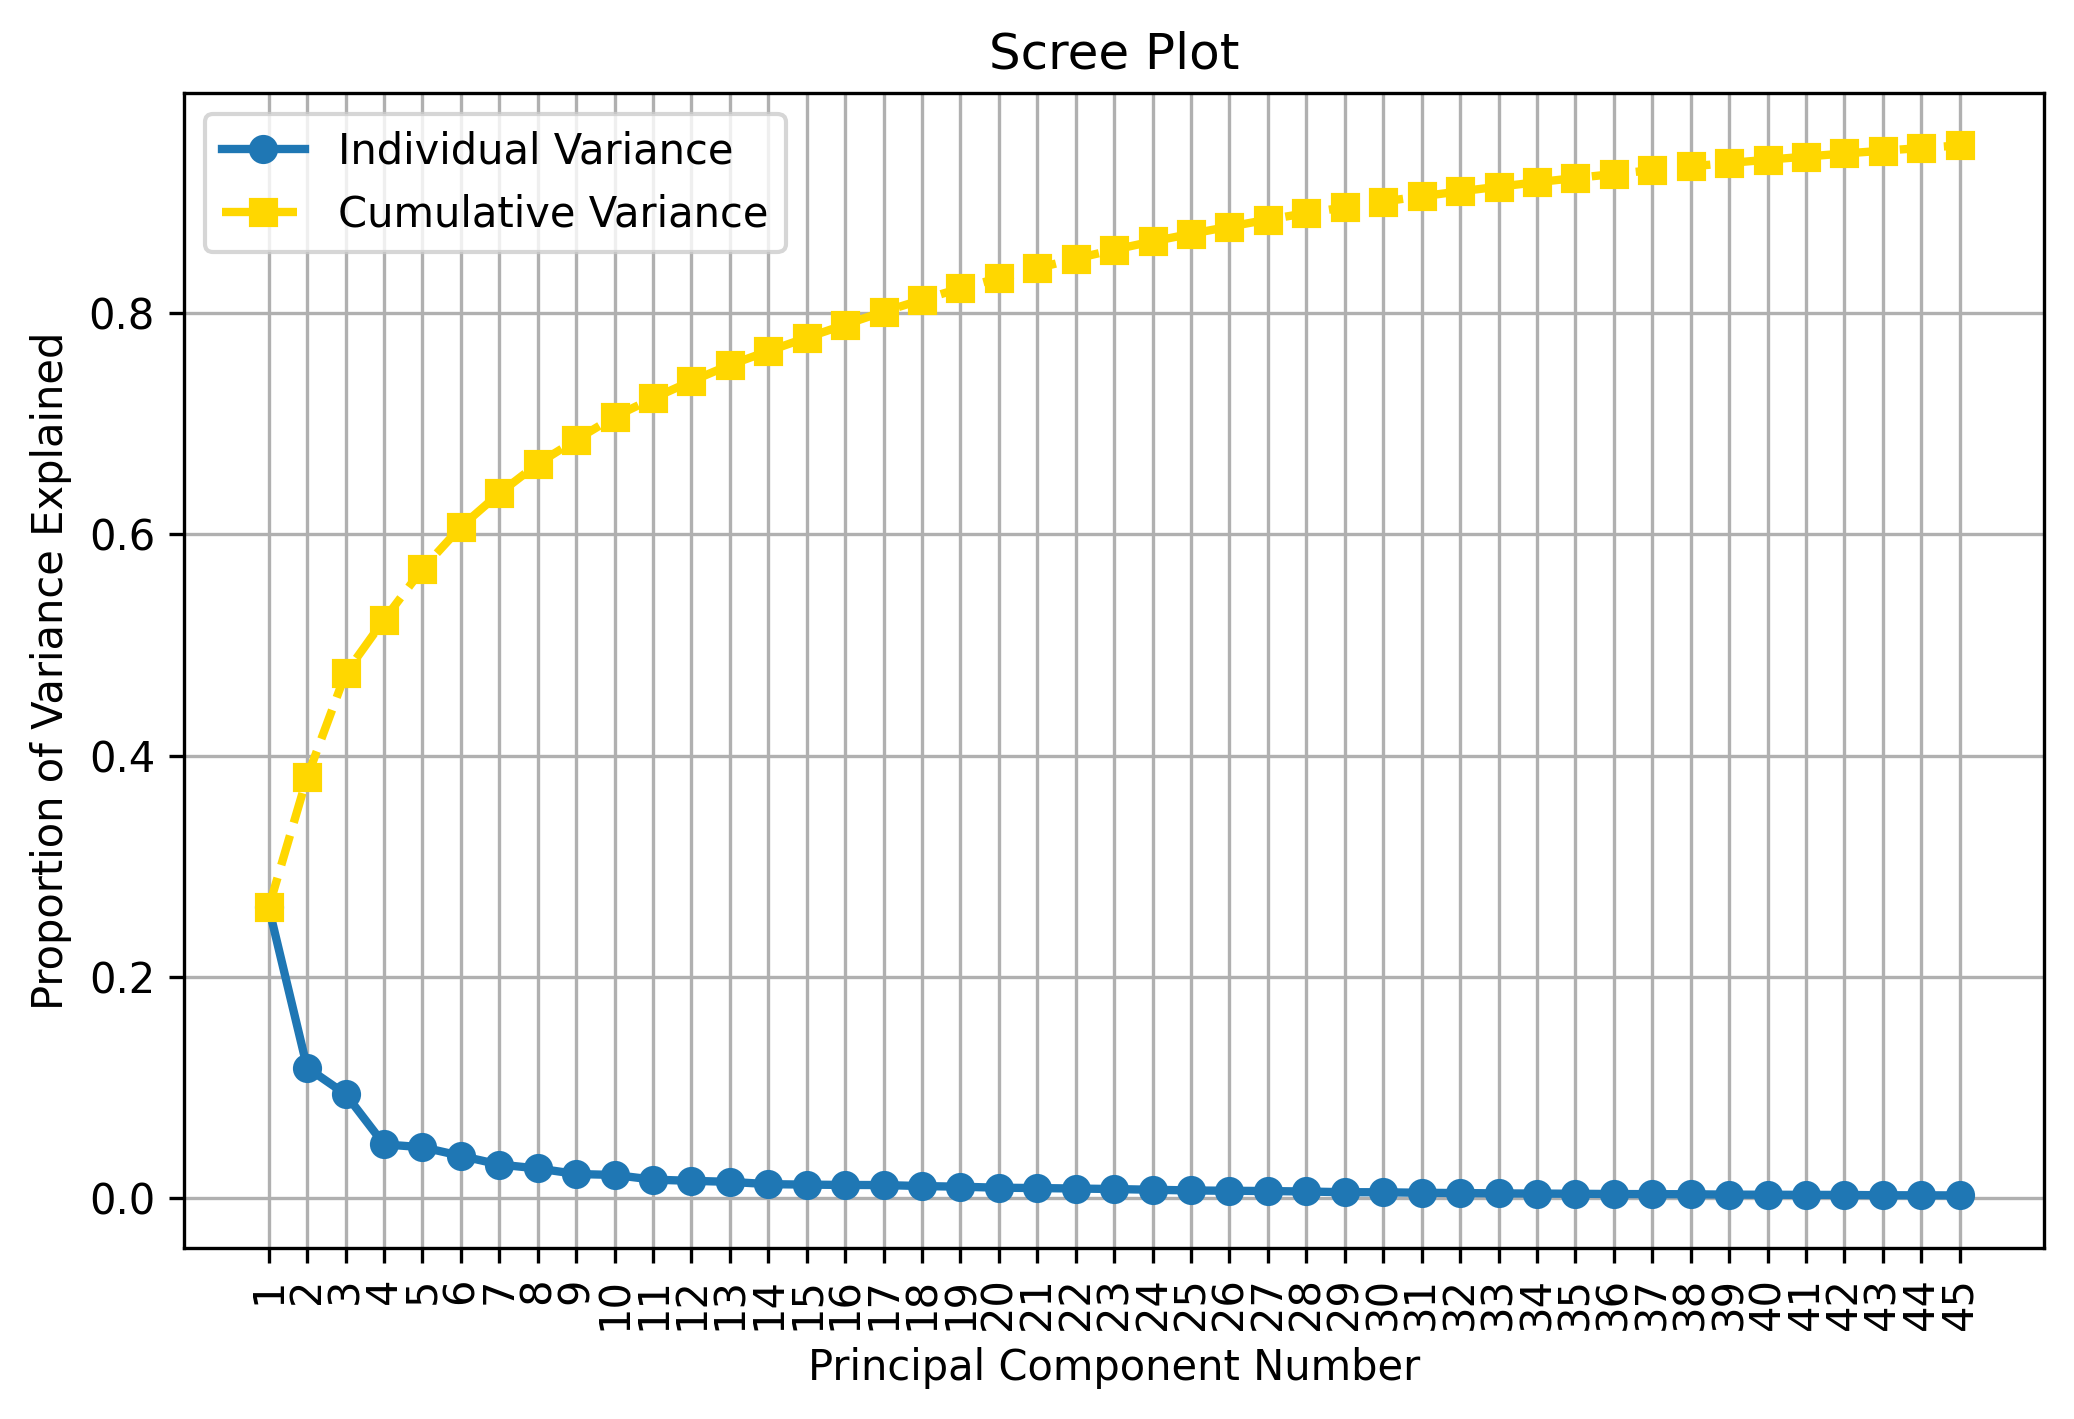 Scree Plot
Individual Variance
Cumulative Variance
Proportion of Variance Explained
0.8
0.6
0.4
0.2
0.0
1 2 3 4 5 6 7 8 9 10 11 12 13 14 15 16 17 18 19 20 21 22 23 24 25 26 27 28 29 30 31 32 33 34 35 36 37 38 39 40 41 42 43 44 45
Principal Component Number